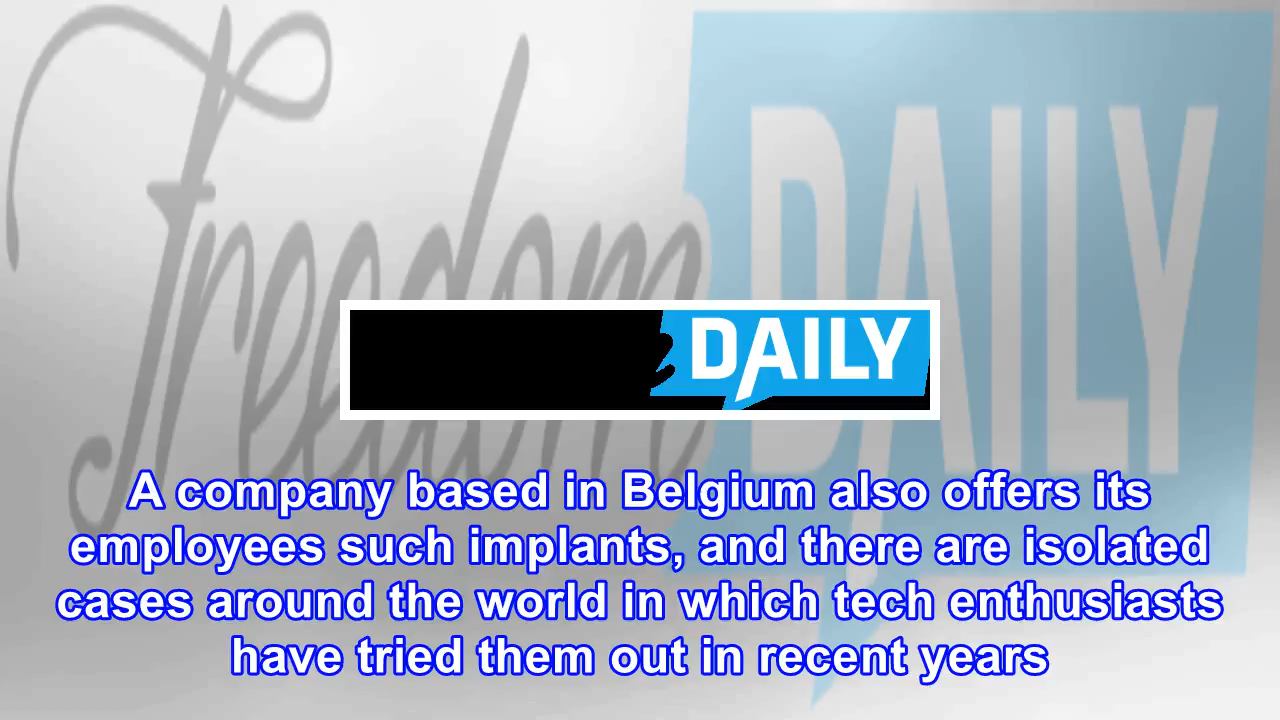 Freedom DAILY
DAILY
A company based in Belgium also offers its
employees such implants, and there are isolated
cases around the world in which tech enthusiasts
have tried them out in recent years